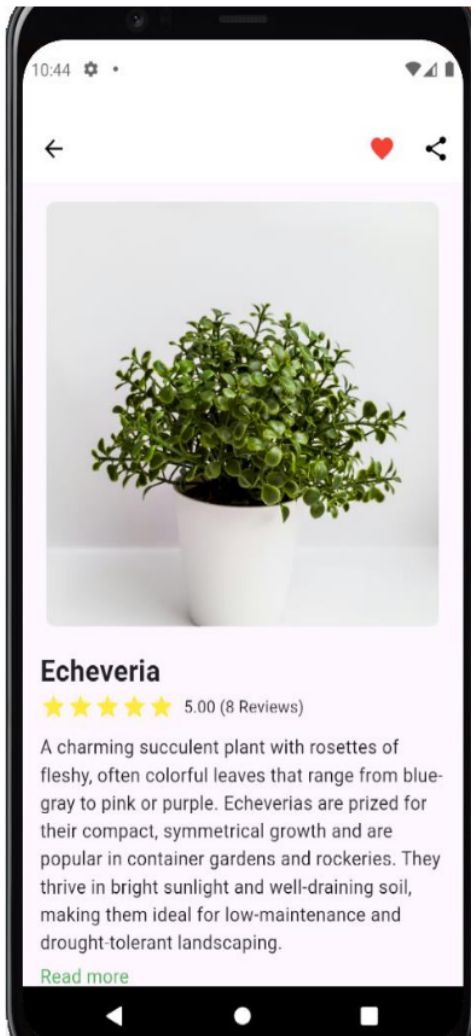 10:44
Echeveria
5.00 (8 Reviews)
A charming succulent plant with rosettes of
fleshy, often colorful leaves that range from blue-
gray to pink or purple. Echeverias are prized for
their compact, symmetrical growth and are
popular in container gardens and rockeries. They
thrive in bright sunlight and well-draining soil,
making them ideal for low-maintenance and
drought-tolerant landscaping.
Read more